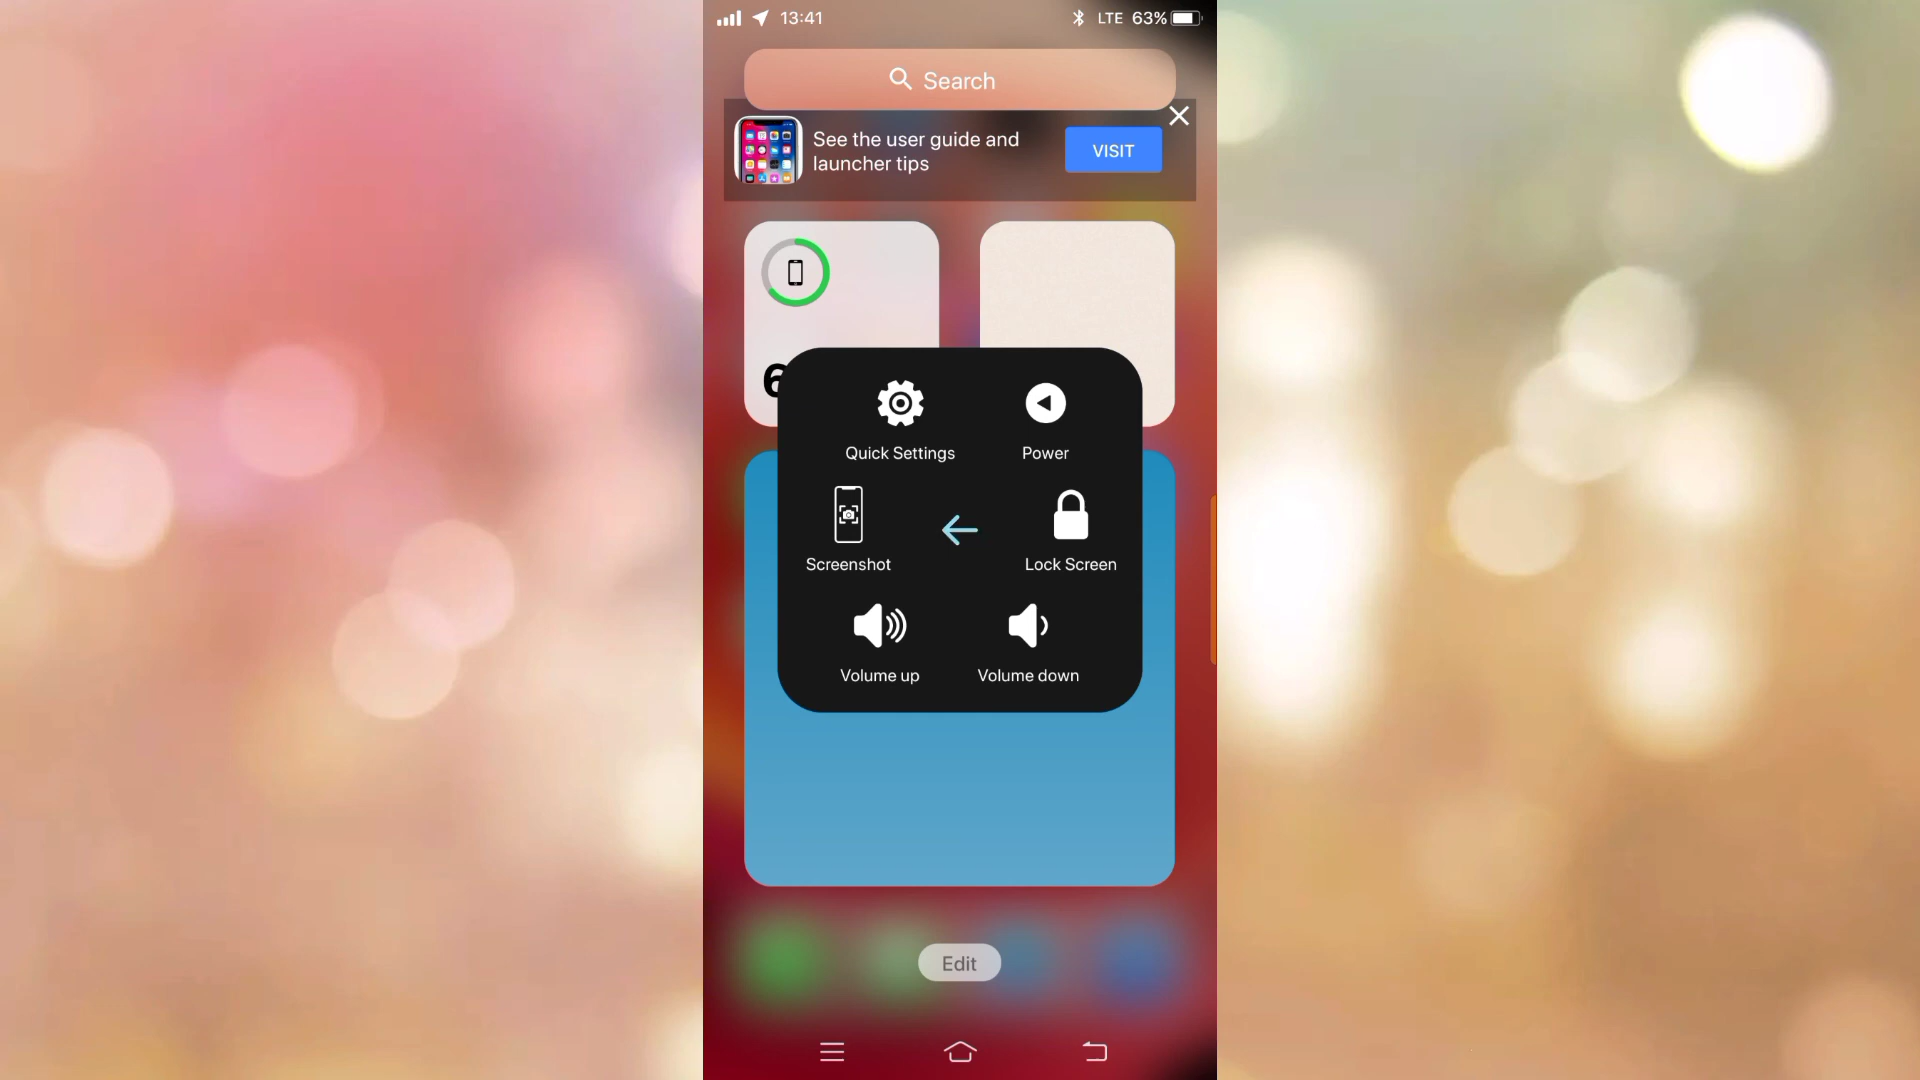 13:41
LTE 63%
Search
See the user guide and
launcher tips
VISIT
6
Quick Settings
Power
Screenshot
Lock Screen
Volume up
Volume down
Edit